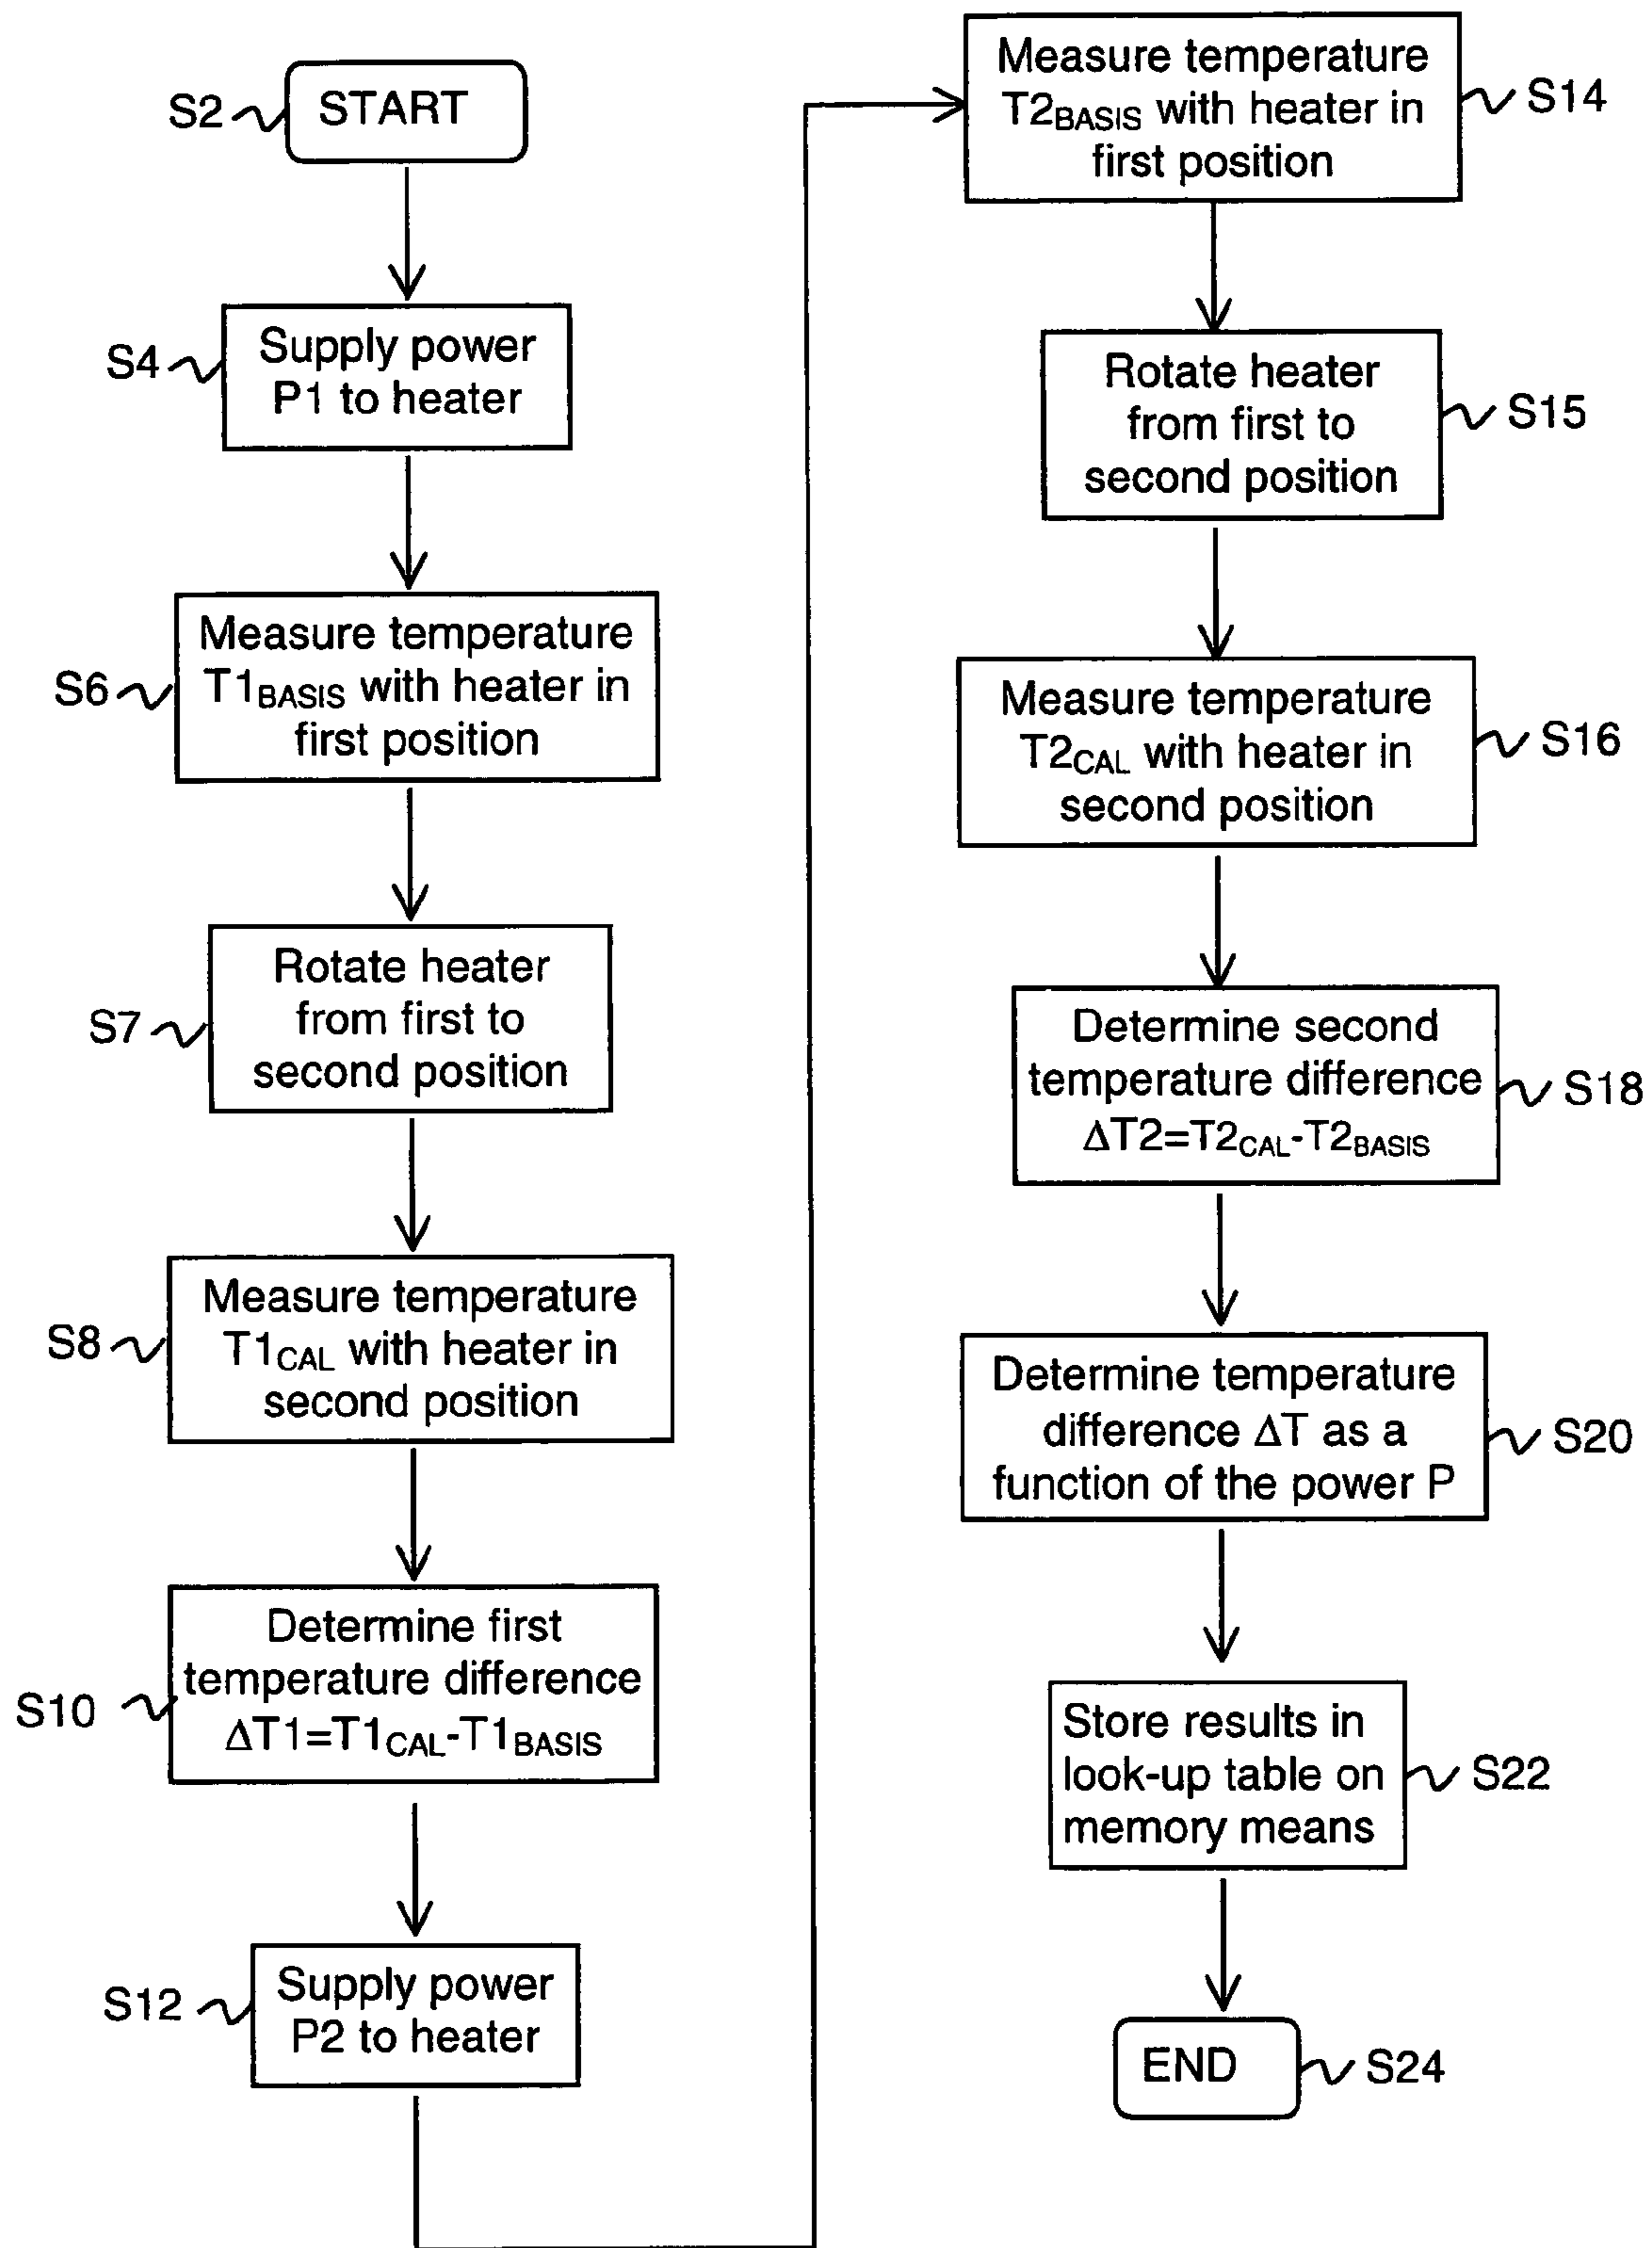 S2
START
S4
Supply power
P1 to heater
S6
Measure temperature
T1BASIS with heater in
first position
S7
Rotate heater
from first to
second position
S8
Measure temperature
T1CAL with heater in
second position
S10
Determine first
temperature difference
ΔT1=T1CAL-T1BASIS
S12
Supply power
P2 to heater
Measure temperature
T2BASIS with heater in
first position
S14
Rotate heater
from first to
second position
S15
Measure temperature
T2CAL with heater in
second position
S16
Determine second
temperature difference
ΔT2=T2CAL-T2BASIS
S18
Determine temperature
difference ΔT as a
function of the power P
S20
Store results in
look-up table on
memory means
S22
END
S24